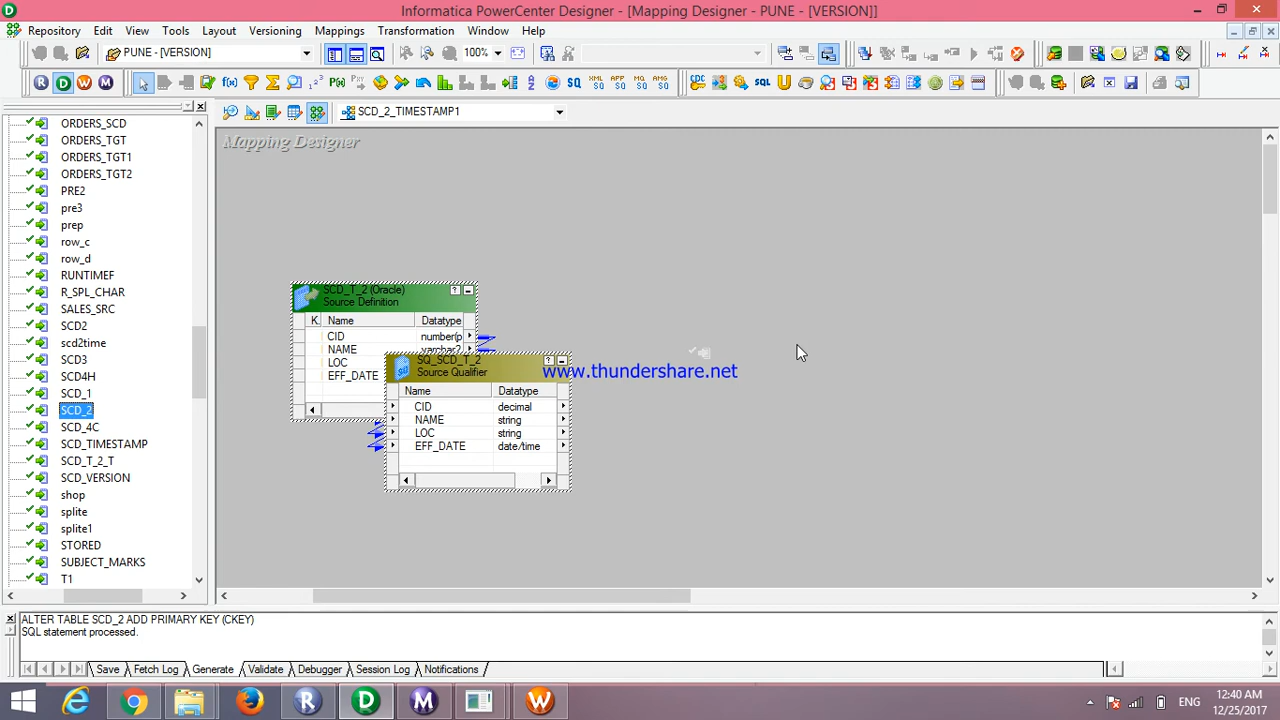 Informatica PowerCenter Designer - [Mapping Designer - PUNE - [VERSION]]
Repository Edit View Tools Layout Versioning Mappings Transformation Window Help
PUNE - [VERSION] 100%
SCD_2_TIMESTAMP1
Mapping Designer
ORDERS_SCD
ORDERS_TGT
ORDERS_TGT1
ORDERS_TGT2
PRE2
pre3
prep
row_c
row_d
RUNTIMEF
R_SPL_CHAR
SALES_SRC
SCD2
scd2time
SCD3
SCD4H
SCD_1
SCD_2
SCD_4C
SCD_TIMESTAMP
SCD_T_2_T
SCD_VERSION
shop
splite
splite1
STORED
SUBJECT_MARKS
T1
SCD_T_2 (Oracle)
Source Definition
K Name Datatype
CID number(p
NAME varchar2
LOC
EFF_DATE
SQ_SCD_T_2
Source Qualifier
Name Datatype
CID decimal
NAME string
LOC string
EFF_DATE date/time
www.thundershare.net
ALTER TABLE SCD_2 ADD PRIMARY KEY (CKEY)
SQL statement processed.
Save Fetch Log Generate Validate Debugger Session Log Notifications
ENG
12:40 AM
12/25/2017